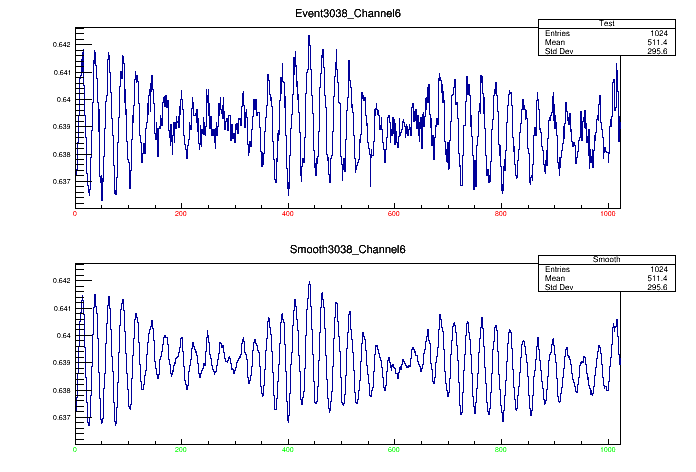 Event3038_Channel6
Test
Entries 1024
Mean 511.4
Std Dev 295.6
0.642
0.641
0.64
0.639
0.638
0.637
0 200 400 600 800 1000
Smooth3038_Channel6
Smooth
Entries 1024
Mean 511.4
Std Dev 295.6
0.642
0.641
0.64
0.639
0.638
0.637
0 200 400 600 800 1000